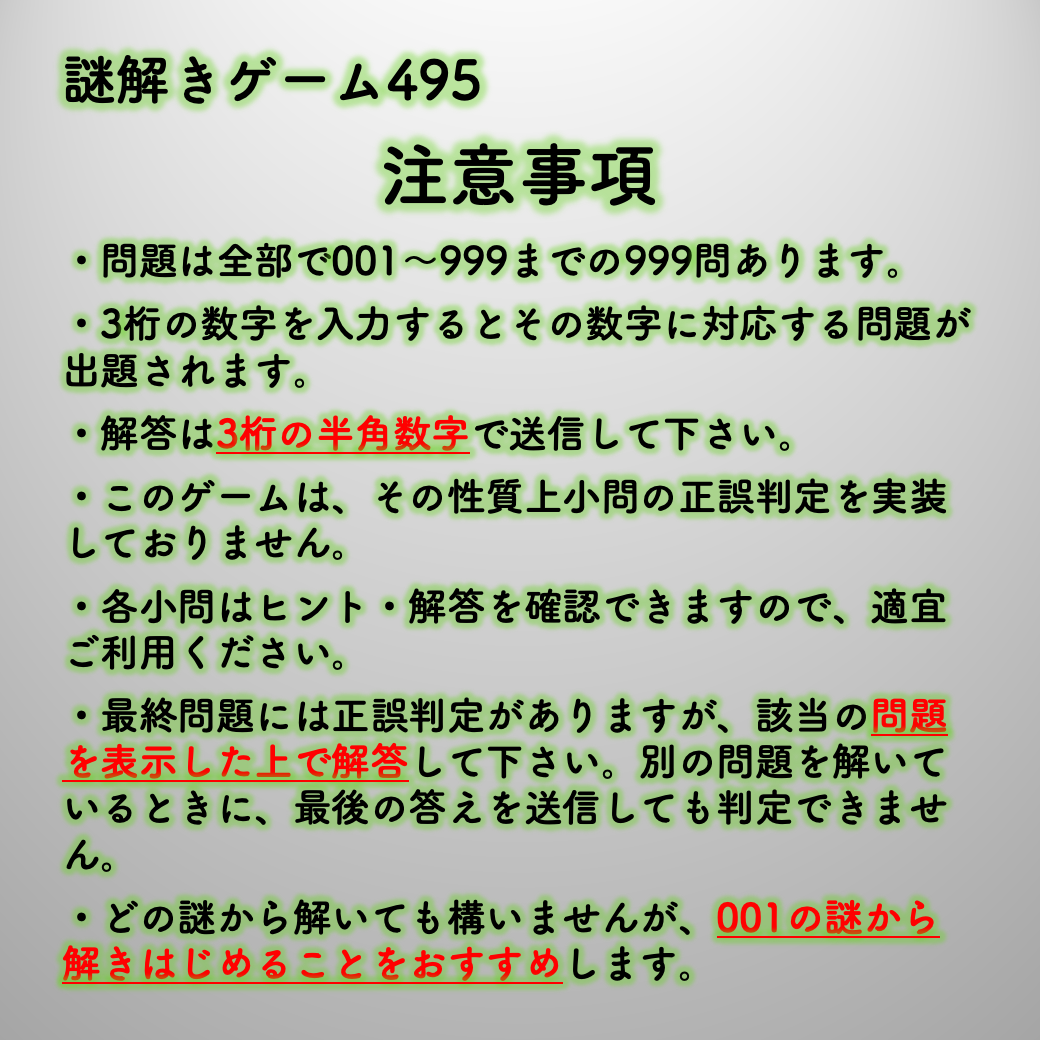 謎解きゲーム495
注意事項
・問題は全部で001～999までの999問あります。
・3桁の数字を入力するとその数字に対応する問題が
出題されます。
・解答は3桁の半角数字で送信して下さい。
・このゲームは、その性質上小問の正誤判定を実装
しておりません。
・各小問はヒント・解答を確認できますので、適宜
ご利用ください。
・最終問題には正誤判定がありますが、該当の問題
を表示した上で解答して下さい。別の問題を解いて
いるときに、最後の答えを送信しても判定できませ
ん。
・どの謎から解いても構いませんが、001の謎から
解きはじめることをおすすめします。